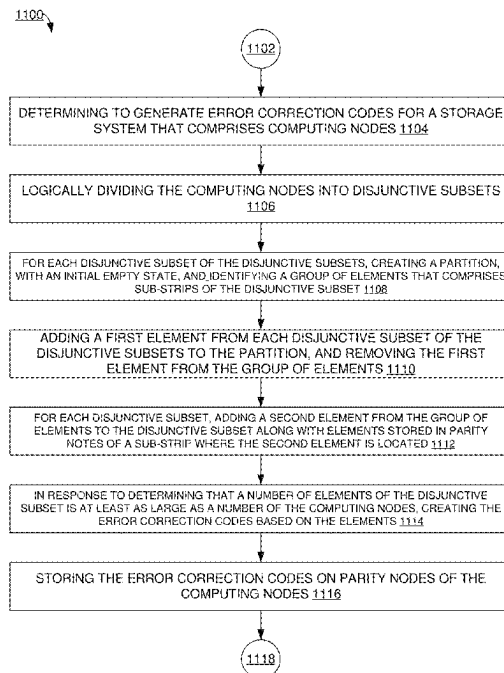 1100
1102
DETERMINING TO GENERATE ERROR CORRECTION CODES FOR A STORAGE
SYSTEM THAT COMPRISES COMPUTING NODES 1104
LOGICALLY DIVIDING THE COMPUTING NODES INTO DISJUNCTIVE SUBSETS
1106
FOR EACH DISJUNCTIVE SUBSET OF THE DISJUNCTIVE SUBSETS, CREATING A PARTITION,
WITH AN INITIAL EMPTY STATE, AND IDENTIFYING A GROUP OF ELEMENTS THAT COMPRISES
SUB-STRIPS OF THE DISJUNCTIVE SUBSET 1108
ADDING A FIRST ELEMENT FROM EACH DISJUNCTIVE SUBSET OF THE
DISJUNCTIVE SUBSETS TO THE PARTITION, AND REMOVING THE FIRST
ELEMENT FROM THE GROUP OF ELEMENTS 1110
FOR EACH DISJUNCTIVE SUBSET, ADDING A SECOND ELEMENT FROM THE GROUP OF
ELEMENTS TO THE DISJUNCTIVE SUBSET ALONG WITH ELEMENTS STORED IN PARITY
NOTES OF A SUB-STRIP WHERE THE SECOND ELEMENT IS LOCATED 1112
IN RESPONSE TO DETERMINING THAT A NUMBER OF ELEMENTS OF THE DISJUNCTIVE
SUBSET IS AT LEAST AS LARGE AS A NUMBER OF THE COMPUTING NODES, CREATING THE
ERROR CORRECTION CODES BASED ON THE ELEMENTS 1114
STORING THE ERROR CORRECTION CODES ON PARITY NODES OF THE
COMPUTING NODES 1116
1118